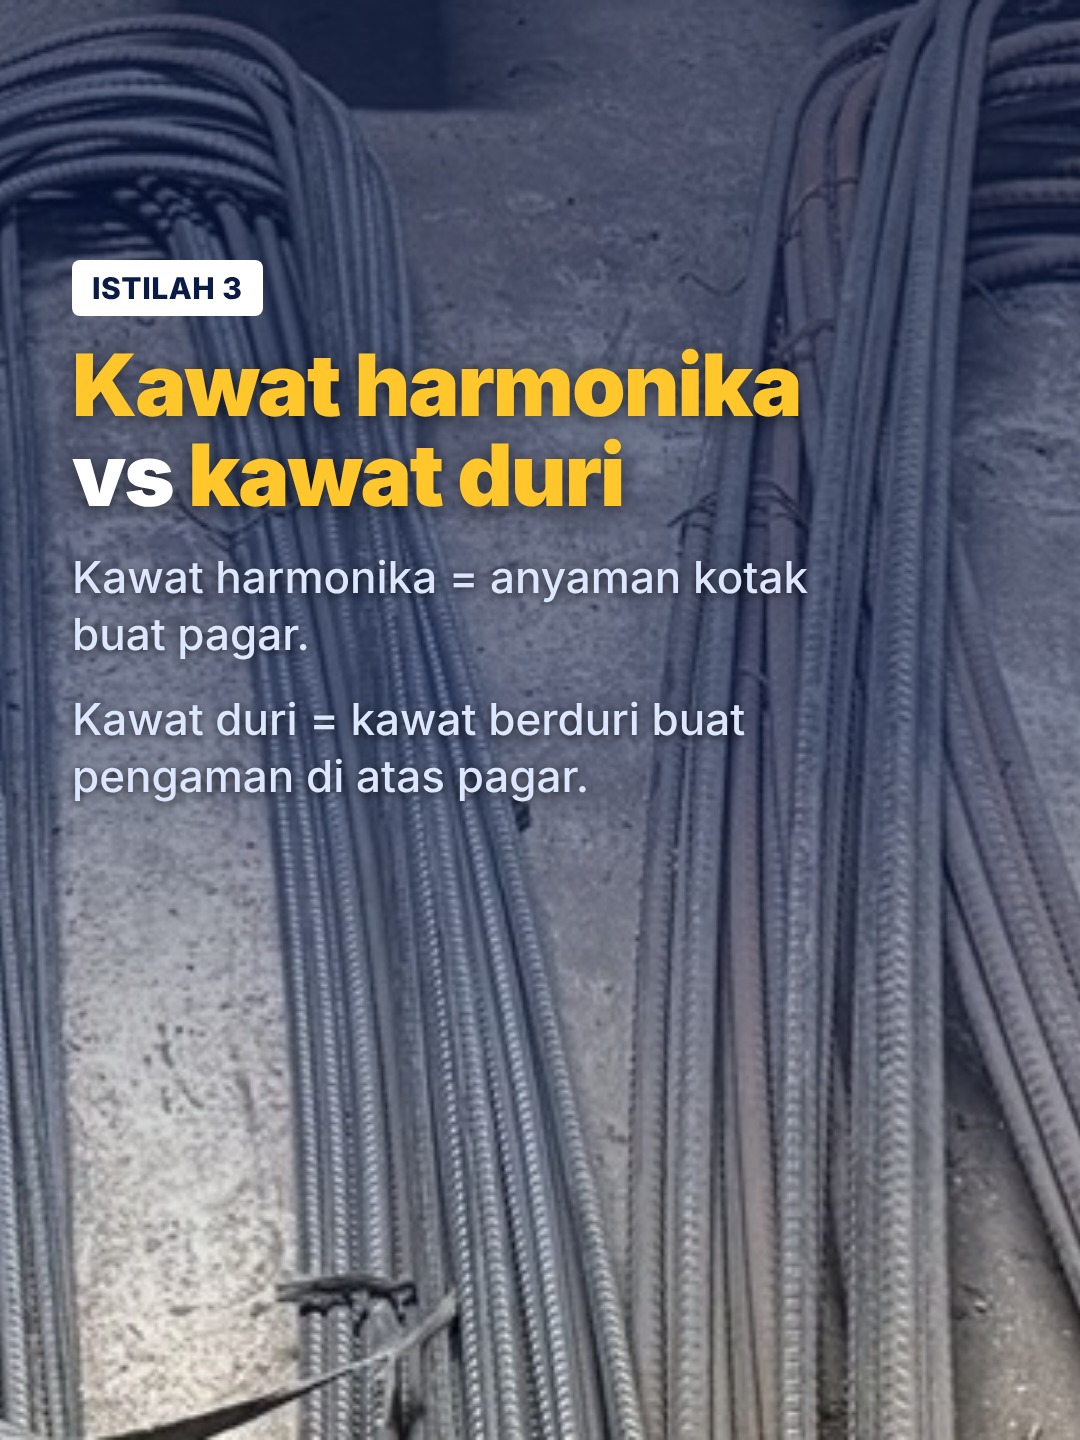 ISTILAH 3
Kawat harmonika
vs kawat duri
Kawat harmonika = anyaman kotak
buat pagar.
Kawat duri = kawat berduri buat
pengaman di atas pagar.